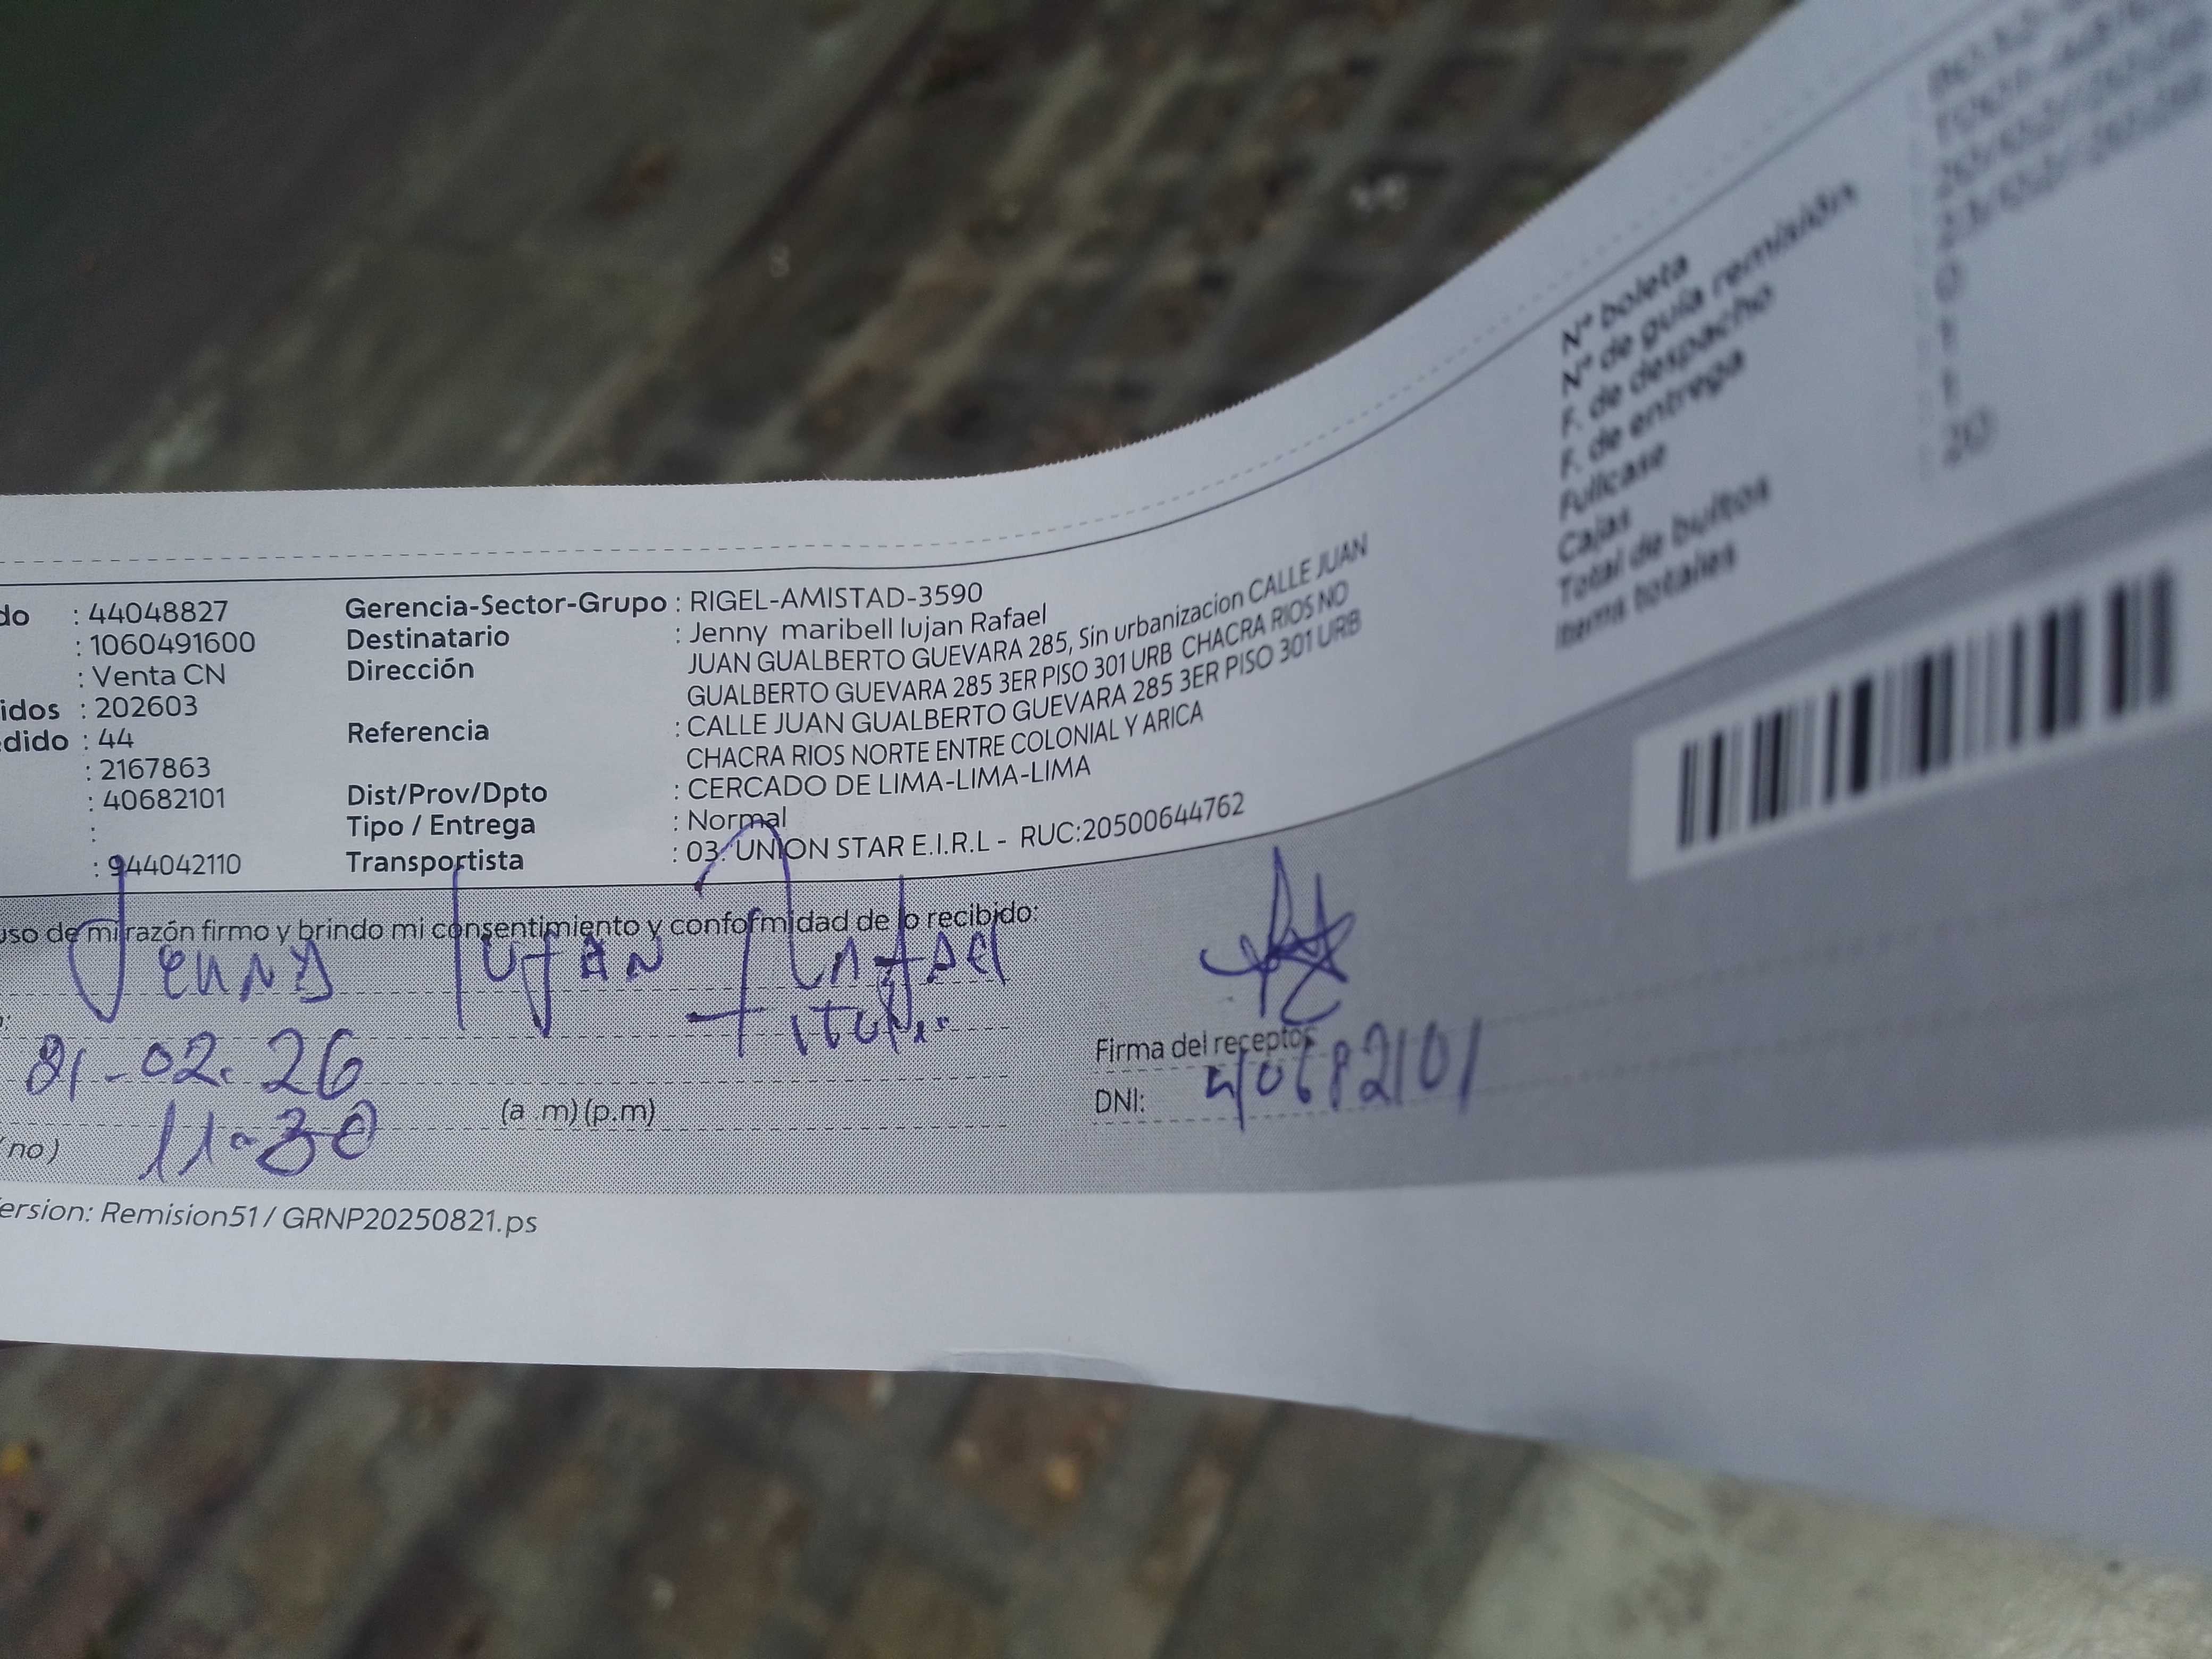 do : 44048827
: 1060491600
: Venta CN
idos : 202603
edido : 44
: 2167863
: 40682101
:
: 944042110
Gerencia-Sector-Grupo : RIGEL-AMISTAD-3590
Destinatario : Jenny maribell lujan Rafael
Dirección JUAN GUALBERTO GUEVARA 285, Sin urbanizacion CALLE JUAN
GUALBERTO GUEVARA 285 3ER PISO 301 URB CHACRA RIOS NO
Referencia : CALLE JUAN GUALBERTO GUEVARA 285 3ER PISO 301 URB
CHACRA RIOS NORTE ENTRE COLONIAL Y ARICA
Dist/Prov/Dpto : CERCADO DE LIMA-LIMA-LIMA
Tipo / Entrega : Normal
Transportista : 03. UNION STAR E.I.R.L - RUC:20500644762
N° boleta
N° de guía remisión
F. de despacho
F. de entrega
Fullcase 0
Cajas 1
Total de bultos 1
Items totales 20
uso de mi razón firmo y brindo mi consentimiento y conformidad de lo recibido:
Jenny lujan Rafael
-02. 26
11-30 (a .m) (p.m)
no)
Firma del receptor
DNI: 40682101
ersion: Remision51 / GRNP20250821.ps